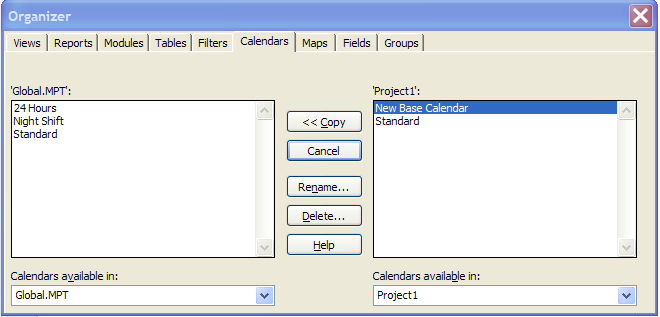 Organizer
Views Reports Modules Tables Filters Calendars Maps Fields Groups
'Global.MPT':
24 Hours
Night Shift
Standard
<< Copy
Cancel
Rename...
Delete...
Help
'Project1':
New Base Calendar
Standard
Calendars available in:
Global.MPT
Calendars available in:
Project1